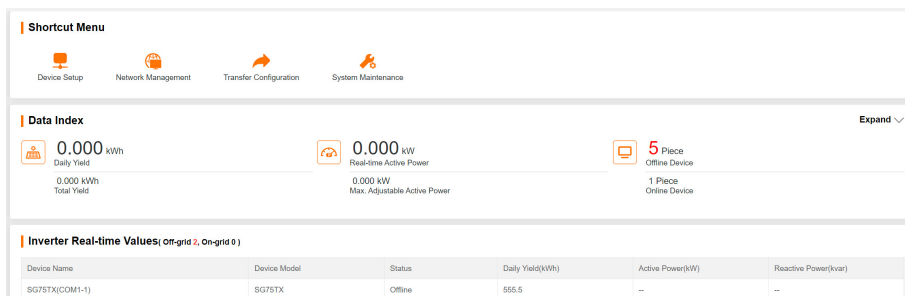 Shortcut Menu
Device Setup Network Management Transfer Configuration System Maintenance
Data Index Expand
0.000 kWh 0.000 kW 5 Piece
Daily Yield Real-time Active Power Offline Device
0.000 kWh 0.000 kW 1 Piece
Total Yield Max. Adjustable Active Power Online Device
Inverter Real-time Values( Off-grid 2, On-grid 0 )
Device Name Device Model Status Daily Yield(kWh) Active Power(kW) Reactive Power(kvar)
SG75TX(COM1-1) SG75TX Offline 555.5 -- --